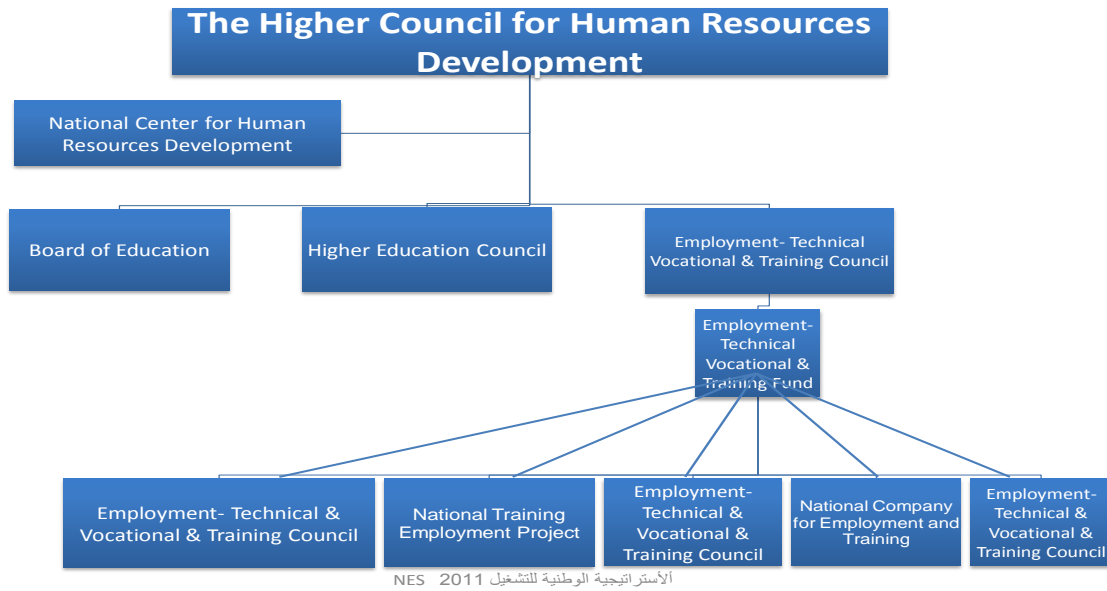 The Higher Council for Human Resources
Development
National Center for Human
Resources Development
Board of Education
Higher Education Council
Employment- Technical
Vocational & Training Council
Employment-
Technical
Vocational &
Training Fund
Employment- Technical &
Vocational & Training Council
National Training
Employment Project
Employment-
Technical &
Vocational &
Training Council
National Company
for Employment and
Training
Employment-
Technical &
Vocational &
Training Council
ألأستراتيجية الوطنية للتشغيل 2011 NES